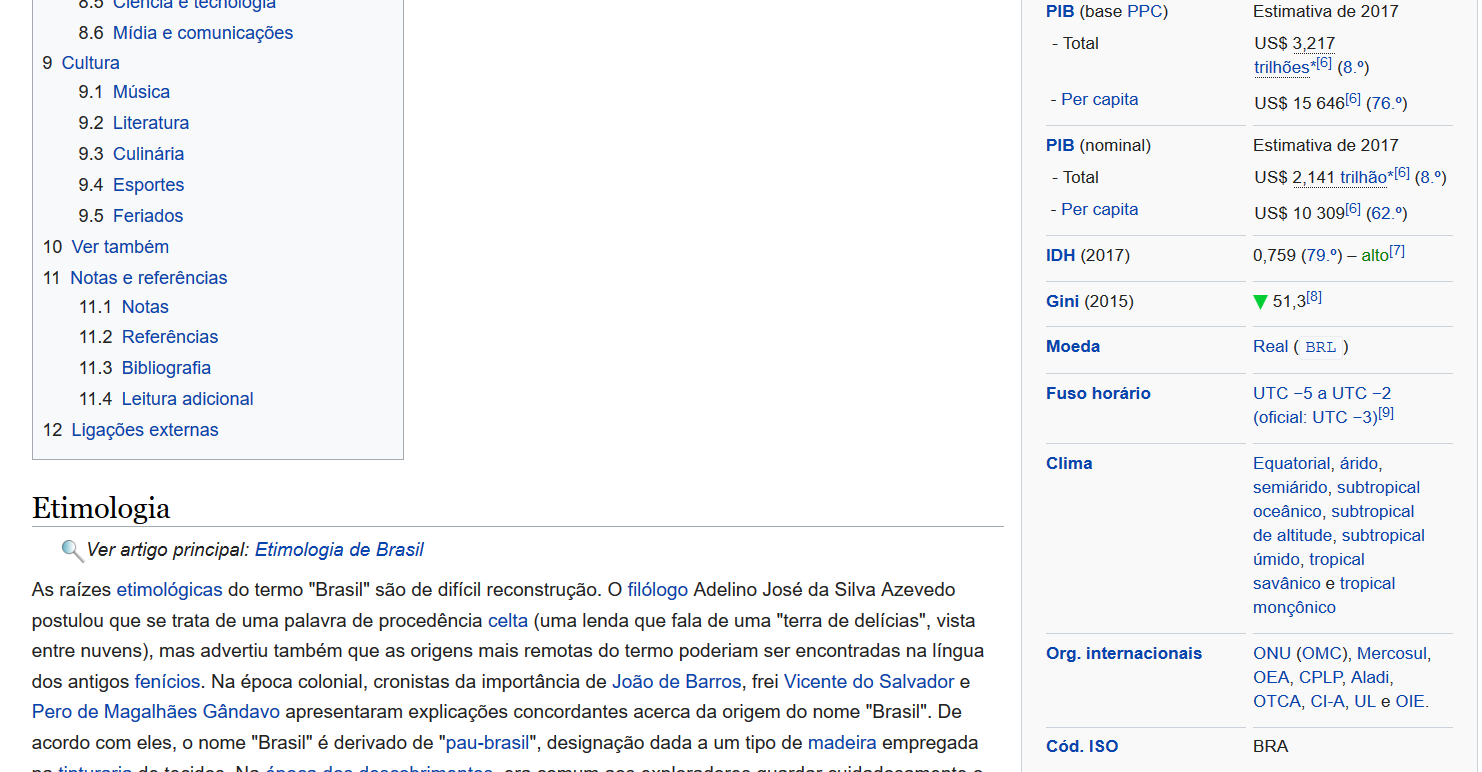 8.5 Ciência e tecnologia
8.6 Mídia e comunicações
9 Cultura
9.1 Música
9.2 Literatura
9.3 Culinária
9.4 Esportes
9.5 Feriados
10 Ver também
11 Notas e referências
11.1 Notas
11.2 Referências
11.3 Bibliografia
11.4 Leitura adicional
12 Ligações externas
Etimologia
Ver artigo principal: Etimologia de Brasil
As raízes etimológicas do termo "Brasil" são de difícil reconstrução. O filólogo Adelino José da Silva Azevedo
postulou que se trata de uma palavra de procedência celta (uma lenda que fala de uma "terra de delícias", vista
entre nuvens), mas advertiu também que as origens mais remotas do termo poderiam ser encontradas na língua
dos antigos fenícios. Na época colonial, cronistas da importância de João de Barros, frei Vicente do Salvador e
Pero de Magalhães Gândavo apresentaram explicações concordantes acerca da origem do nome "Brasil". De
acordo com eles, o nome "Brasil" é derivado de "pau-brasil", designação dada a um tipo de madeira empregada
na tinturaria de tecidos. Na época dos descobrimentos, era comum aos exploradores guardar cuidadosamente o
PIB (base PPC) Estimativa de 2017
- Total US$ 3,217
trilhões*[6] (8.º)
- Per capita US$ 15 646[6] (76.º)
PIB (nominal) Estimativa de 2017
- Total US$ 2,141 trilhão*[6] (8.º)
- Per capita US$ 10 309[6] (62.º)
IDH (2017) 0,759 (79.º) – alto[7]
Gini (2015) ▼ 51,3[8]
Moeda Real ( BRL )
Fuso horário UTC −5 a UTC −2
(oficial: UTC −3)[9]
Clima Equatorial, árido,
semiárido, subtropical
oceânico, subtropical
de altitude, subtropical
úmido, tropical
savânico e tropical
monçônico
Org. internacionais ONU (OMC), Mercosul,
OEA, CPLP, Aladi,
OTCA, CI-A, UL e OIE.
Cód. ISO BRA